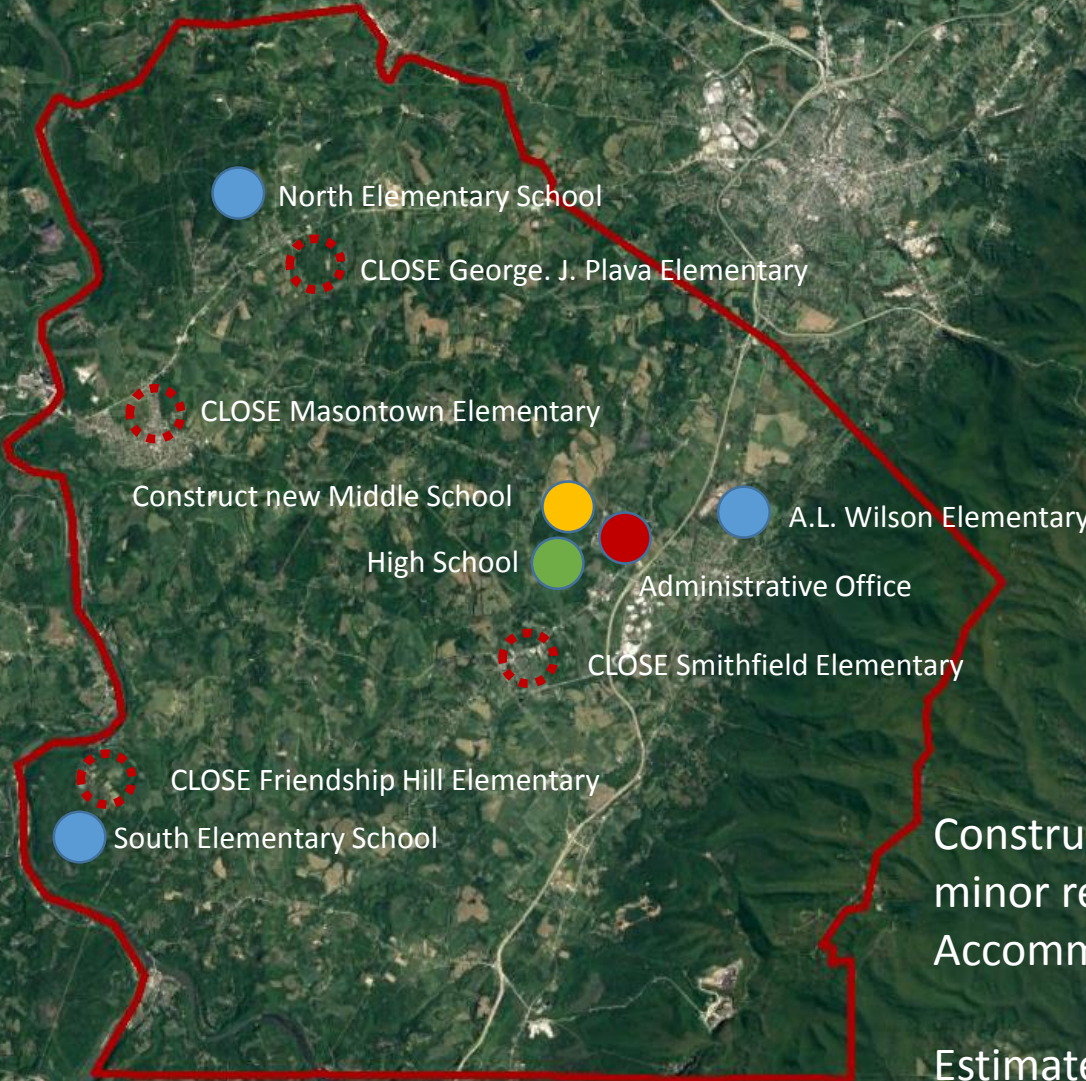 North Elementary School
CLOSE George. J. Plava Elementary
CLOSE Masontown Elementary
Construct new Middle School
A.L. Wilson Elementary
High School
Administrative Office
CLOSE Smithfield Elementary
CLOSE Friendship Hill Elementary
South Elementary School
minor